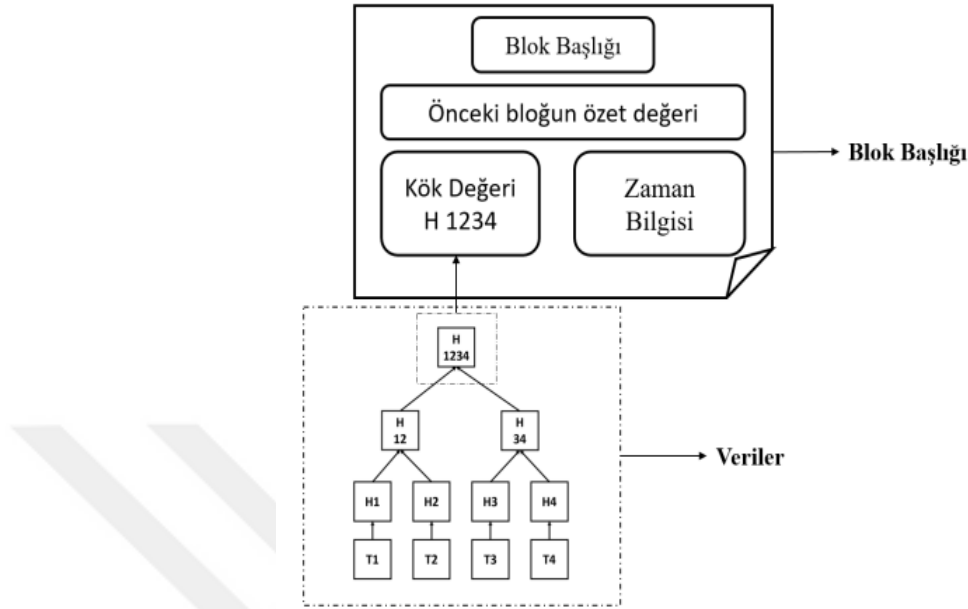 Blok Başlığı
Önceki bloğun özet değeri
Kök Değeri
H 1234
Zaman
Bilgisi
Blok Başlığı
H
1234
H
12
H
34
Veriler
H1 H2 H3 H4
T1 T2 T3 T4